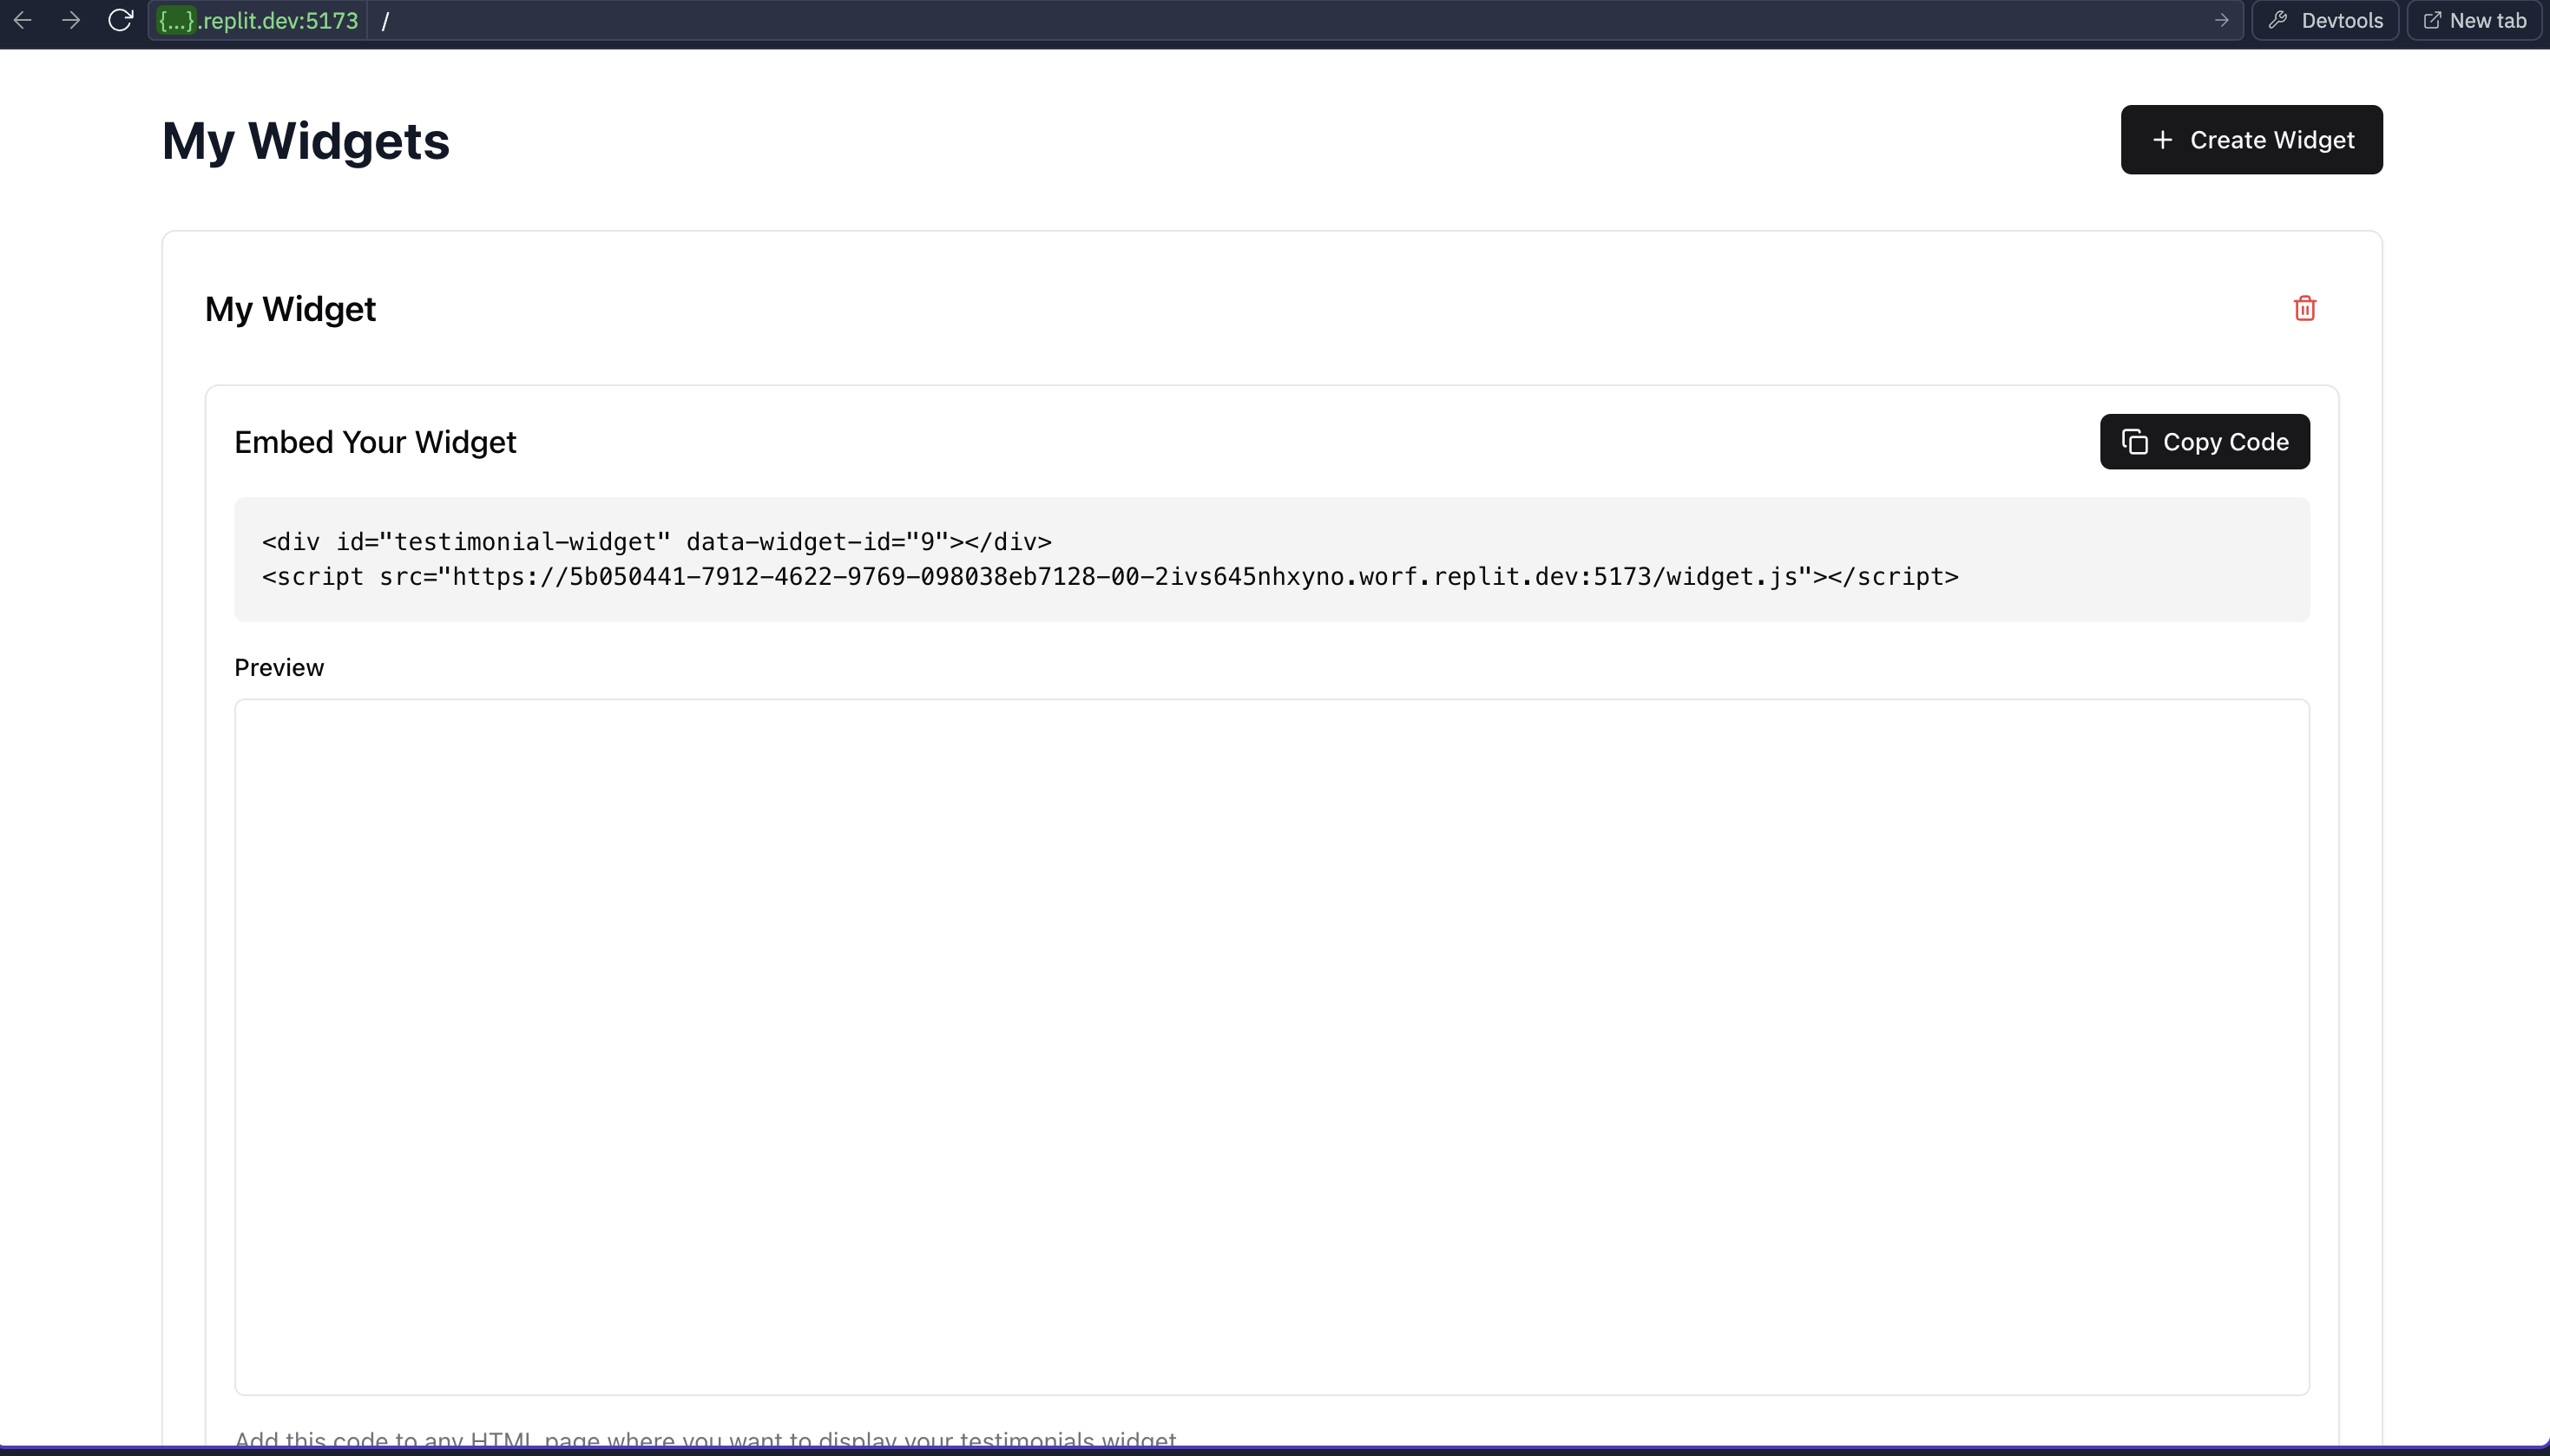 {...}.replit.dev:5173 /
Devtools
New tab
My Widgets
+ Create Widget
My Widget
Embed Your Widget
Copy Code
<div id="testimonial-widget" data-widget-id="9"></div>
<script src="https://5b050441-7912-4622-9769-098038eb7128-00-2ivs645nhxyno.worf.replit.dev:5173/widget.js"></script>
Preview
Add this code to any HTML page where you want to display your testimonials widget